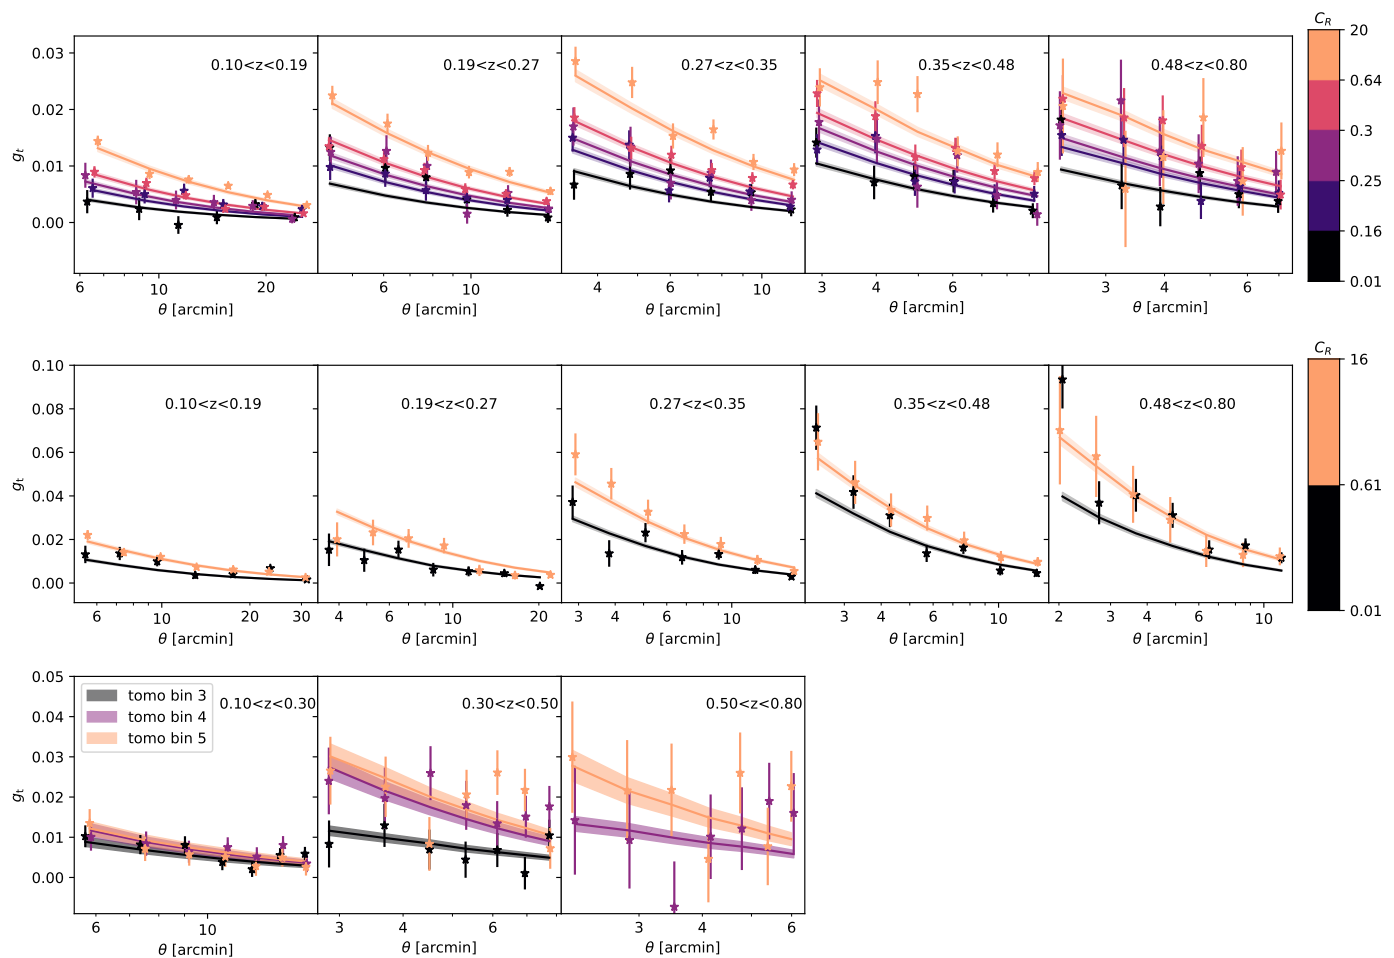 C_R
0.10<z<0.19 0.19<z<0.27 0.27<z<0.35 0.35<z<0.48 0.48<z<0.80
0.03
0.02
0.01
0.00
g_t
20
0.64
0.3
0.25
0.16
0.01
6 10 20 6 10 4 6 10 3 4 6 3 4 6
θ [arcmin] θ [arcmin] θ [arcmin] θ [arcmin] θ [arcmin]
C_R
0.10<z<0.19 0.19<z<0.27 0.27<z<0.35 0.35<z<0.48 0.48<z<0.80
0.10
0.08
0.06
0.04
0.02
0.00
g_t
16
0.61
0.01
6 10 20 30 4 6 10 20 3 4 6 10 3 4 6 10 2 3 4 6 10
θ [arcmin] θ [arcmin] θ [arcmin] θ [arcmin] θ [arcmin]
0.10<z<0.30 0.30<z<0.50 0.50<z<0.80
tomo bin 3
tomo bin 4
tomo bin 5
0.05
0.04
0.03
0.02
0.01
0.00
g_t
6 10 3 4 6 3 4 6
θ [arcmin] θ [arcmin] θ [arcmin]